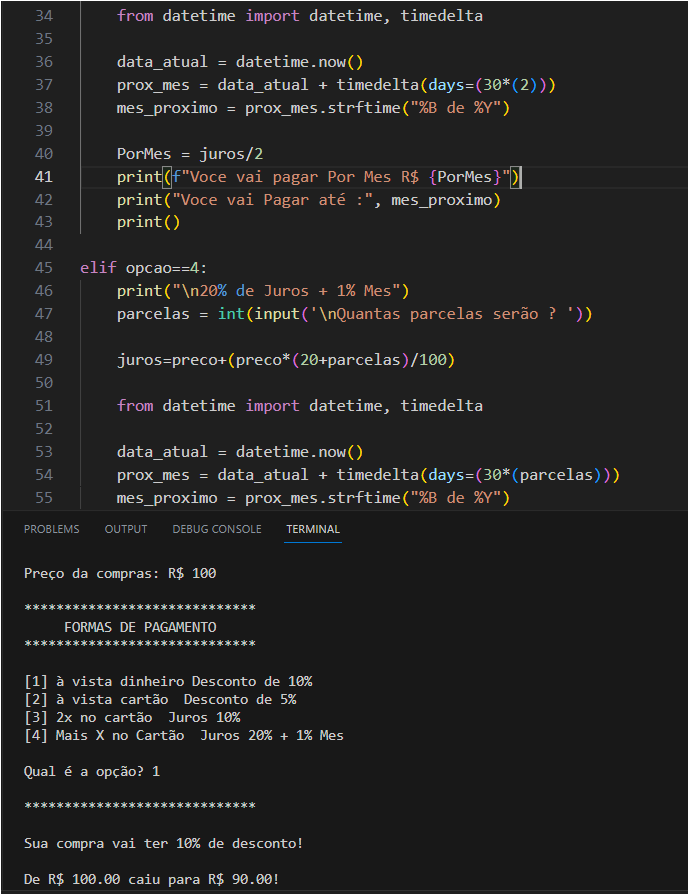 34 from datetime import datetime, timedelta
35
36 data_atual = datetime.now()
37 prox_mes = data_atual + timedelta(days=(30*(2)))
38 mes_proximo = prox_mes.strftime("%B de %Y")
39
40 PorMes = juros/2
41 print(f"Voce vai pagar Por Mes R$ {PorMes}")
42 print("Voce vai Pagar até :", mes_proximo)
43 print()
44
45 elif opcao==4:
46 print("\n20% de Juros + 1% Mes")
47 parcelas = int(input('\nQuantas parcelas serão ? '))
48
49 juros=preco+(preco*(20+parcelas)/100)
50
51 from datetime import datetime, timedelta
52
53 data_atual = datetime.now()
54 prox_mes = data_atual + timedelta(days=(30*(parcelas)))
55 mes_proximo = prox_mes.strftime("%B de %Y")
PROBLEMS OUTPUT DEBUG CONSOLE TERMINAL
Preço da compras: R$ 100
*****************************
FORMAS DE PAGAMENTO
*****************************
[1] à vista dinheiro Desconto de 10%
[2] à vista cartão  Desconto de 5%
[3] 2x no cartão  Juros 10%
[4] Mais X no Cartão  Juros 20% + 1% Mes
Qual é a opção? 1
*****************************
Sua compra vai ter 10% de desconto!
De R$ 100.00 caiu para R$ 90.00!